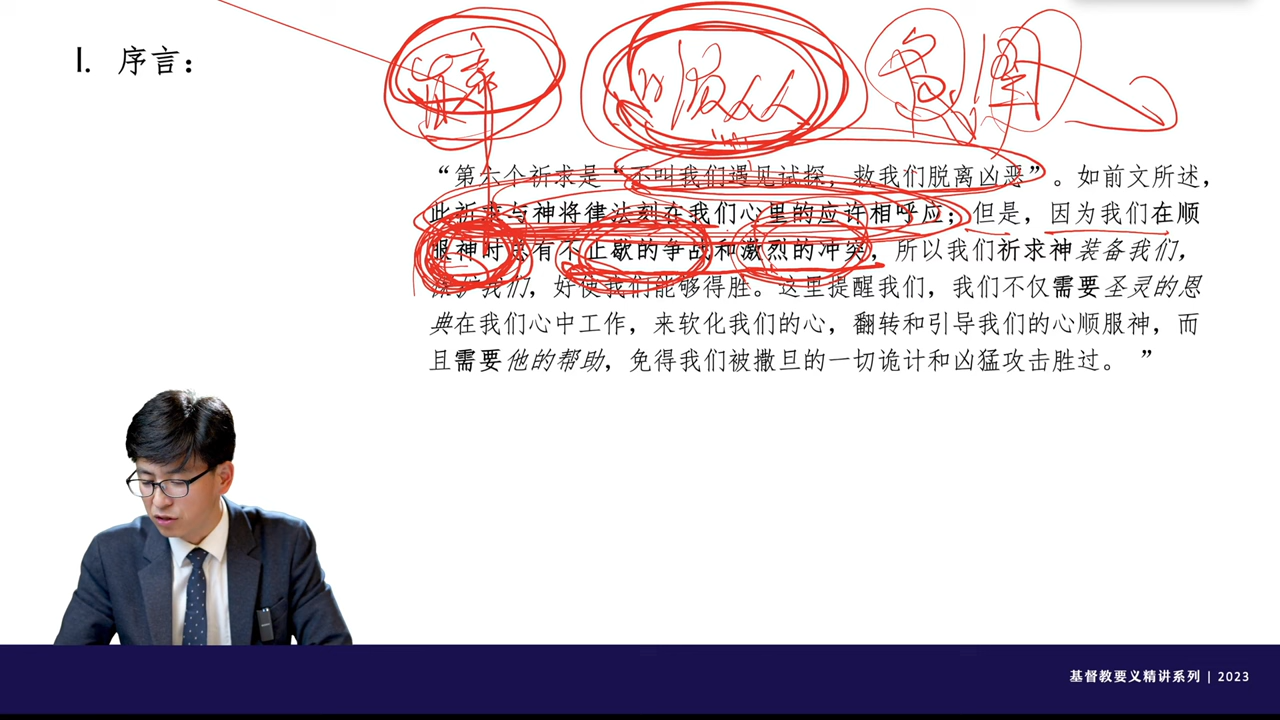 I. 序言：
“第六个祈求是“不叫我们遇见试探，救我们脱离凶恶”。如前文所述，
此祈求与神将律法刻在我们心里的应许相呼应；但是，因为我们在顺
服神时总有不止歇的争战和激烈的冲突，所以我们祈求神装备我们，
保护我们，好使我们能够得胜。这里提醒我们，我们不仅需要圣灵的恩
典在我们心中工作，来软化我们的心，翻转和引导我们的心顺服神，而
且需要他的帮助，免得我们被撒旦的一切诡计和凶猛攻击胜过。 ”
基督教要义精讲系列 | 2023